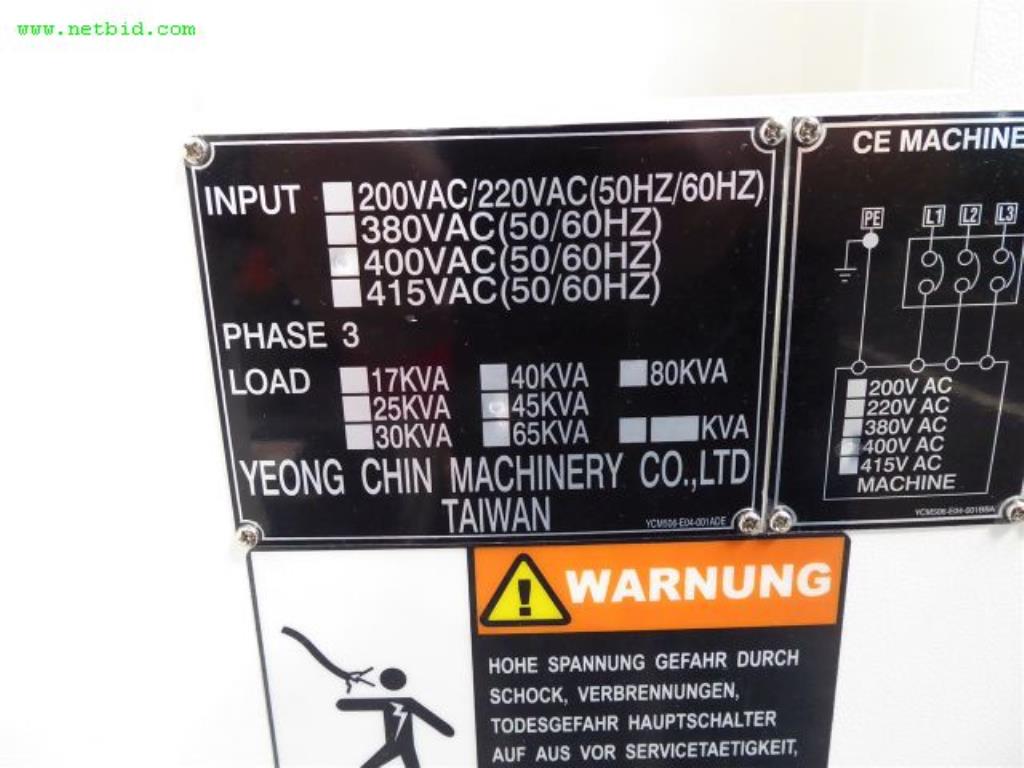 www.netbid.com
INPUT 200VAC/220VAC(50HZ/60HZ)
380VAC(50/60HZ)
400VAC(50/60HZ)
415VAC(50/60HZ)
PHASE 3
LOAD 17KVA 40KVA 80KVA
25KVA 45KVA
30KVA 65KVA KVA
YEONG CHIN MACHINERY CO.,LTD
TAIWAN
YCM506-E04-001ADE
CE MACHINE
PE L1 L2 L3
200V AC
220V AC
380V AC
400V AC
415V AC
MACHINE
WARNUNG
HOHE SPANNUNG GEFAHR DURCH
SCHOCK, VERBRENNUNGEN,
TODESGEFAHR HAUPTSCHALTER
AUF AUS VOR SERVICETAETIGKEIT,